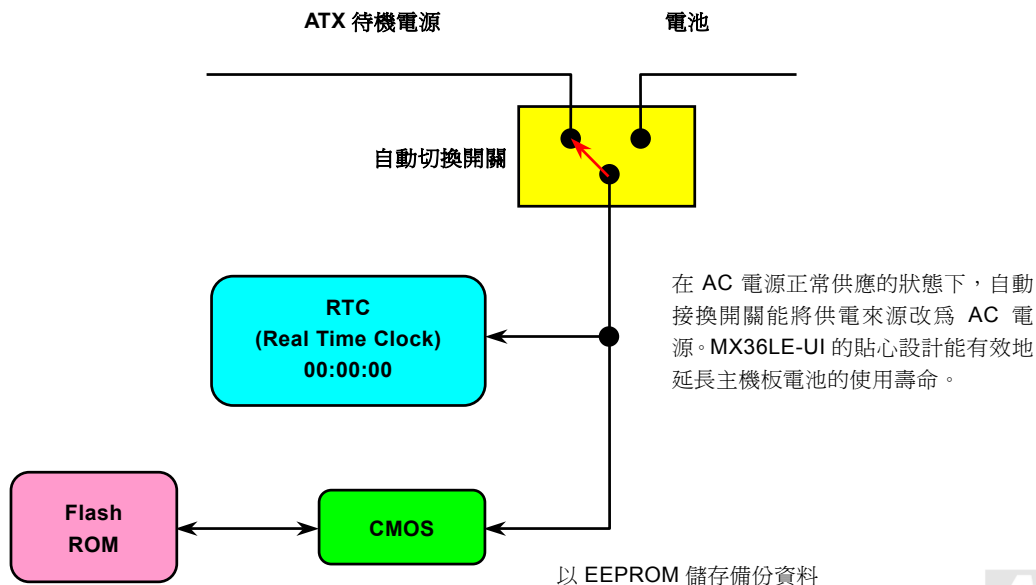 ATX 待機電源
電池
自動切換開關
RTC
(Real Time Clock)
00:00:00
在 AC 電源正常供應的狀態下，自動
接換開關能將供電來源改爲 AC 電
源。MX36LE-UI 的貼心設計能有效地
延長主機板電池的使用壽命。
Flash
ROM
CMOS
以 EEPROM 儲存備份資料